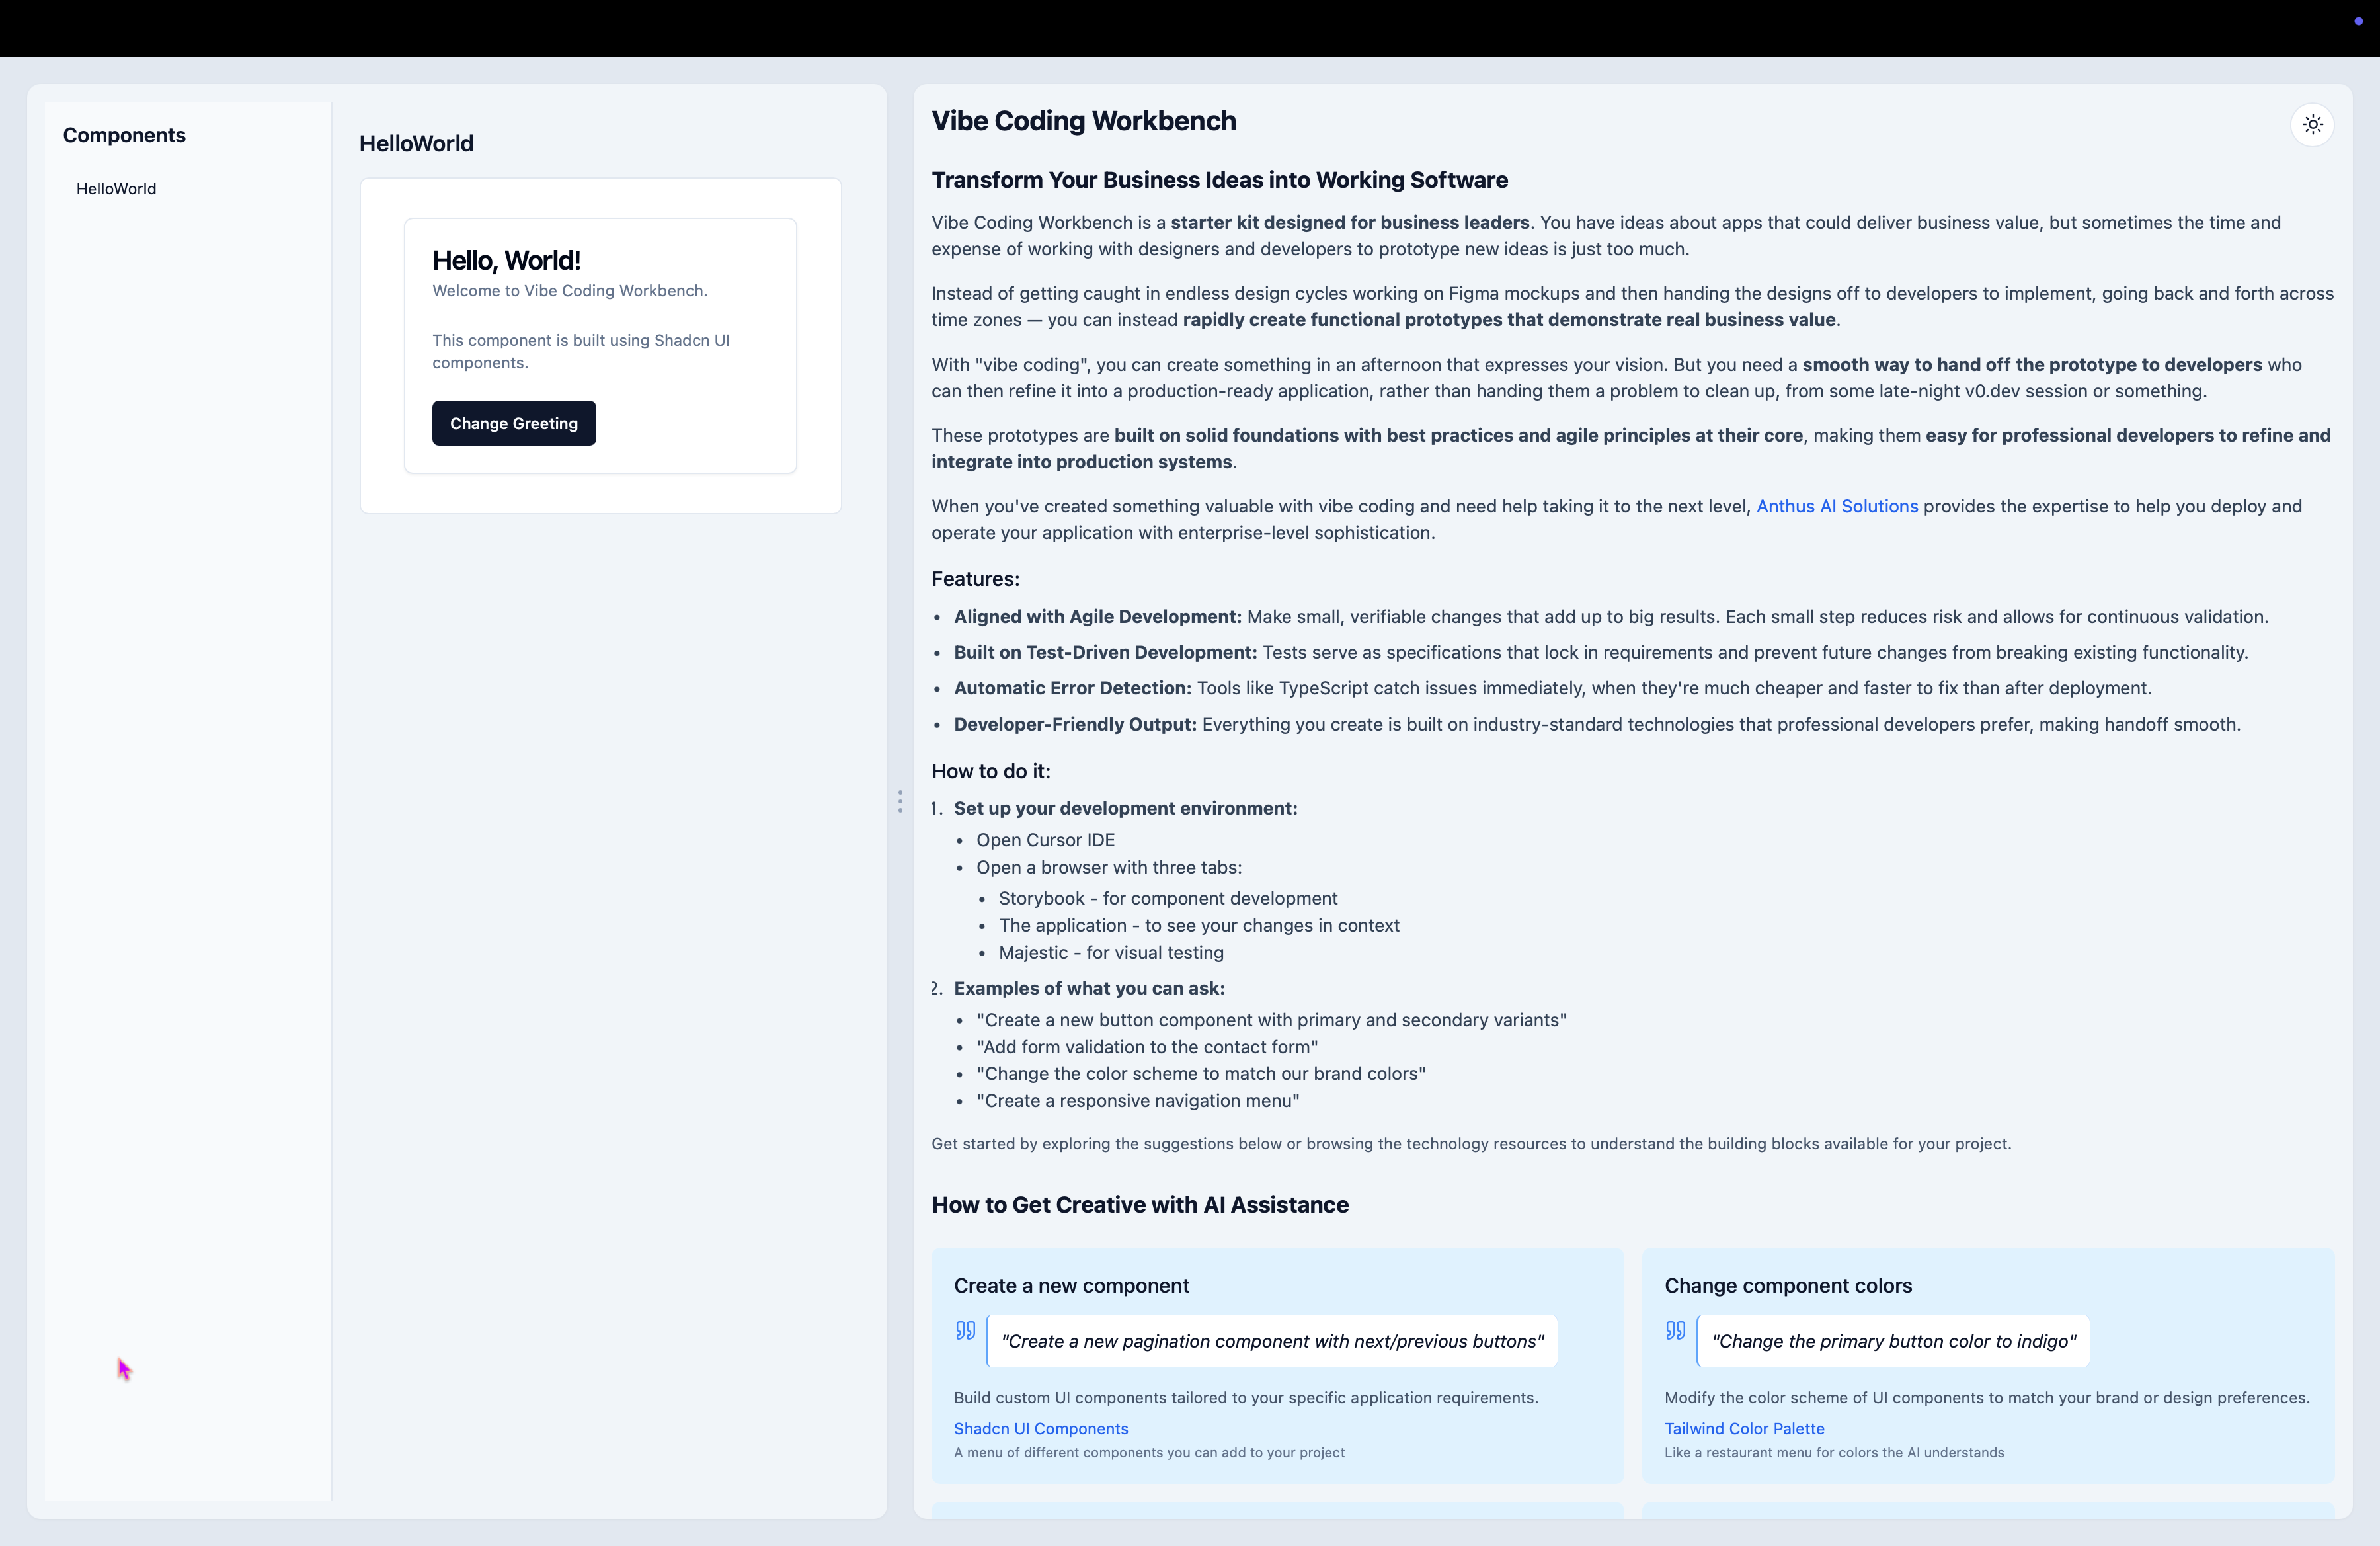 Components
HelloWorld
HelloWorld
Hello, World!
Welcome to Vibe Coding Workbench.
This component is built using Shadcn UI
components.
Change Greeting
Vibe Coding Workbench
Transform Your Business Ideas into Working Software
Vibe Coding Workbench is a starter kit designed for business leaders. You have ideas about apps that could deliver business value, but sometimes the time and
expense of working with designers and developers to prototype new ideas is just too much.
Instead of getting caught in endless design cycles working on Figma mockups and then handing the designs off to developers to implement, going back and forth across
time zones — you can instead rapidly create functional prototypes that demonstrate real business value.
With "vibe coding", you can create something in an afternoon that expresses your vision. But you need a smooth way to hand off the prototype to developers who
can then refine it into a production-ready application, rather than handing them a problem to clean up, from some late-night v0.dev session or something.
These prototypes are built on solid foundations with best practices and agile principles at their core, making them easy for professional developers to refine and
integrate into production systems.
When you've created something valuable with vibe coding and need help taking it to the next level, Anthus AI Solutions provides the expertise to help you deploy and
operate your application with enterprise-level sophistication.
Features:
• Aligned with Agile Development: Make small, verifiable changes that add up to big results. Each small step reduces risk and allows for continuous validation.
• Built on Test-Driven Development: Tests serve as specifications that lock in requirements and prevent future changes from breaking existing functionality.
• Automatic Error Detection: Tools like TypeScript catch issues immediately, when they're much cheaper and faster to fix than after deployment.
• Developer-Friendly Output: Everything you create is built on industry-standard technologies that professional developers prefer, making handoff smooth.
How to do it:
1. Set up your development environment:
• Open Cursor IDE
• Open a browser with three tabs:
• Storybook - for component development
• The application - to see your changes in context
• Majestic - for visual testing
2. Examples of what you can ask:
• "Create a new button component with primary and secondary variants"
• "Add form validation to the contact form"
• "Change the color scheme to match our brand colors"
• "Create a responsive navigation menu"
Get started by exploring the suggestions below or browsing the technology resources to understand the building blocks available for your project.
How to Get Creative with AI Assistance
Create a new component
"Create a new pagination component with next/previous buttons"
Build custom UI components tailored to your specific application requirements.
Shadcn UI Components
A menu of different components you can add to your project
Change component colors
"Change the primary button color to indigo"
Modify the color scheme of UI components to match your brand or design preferences.
Tailwind Color Palette
Like a restaurant menu for colors the AI understands